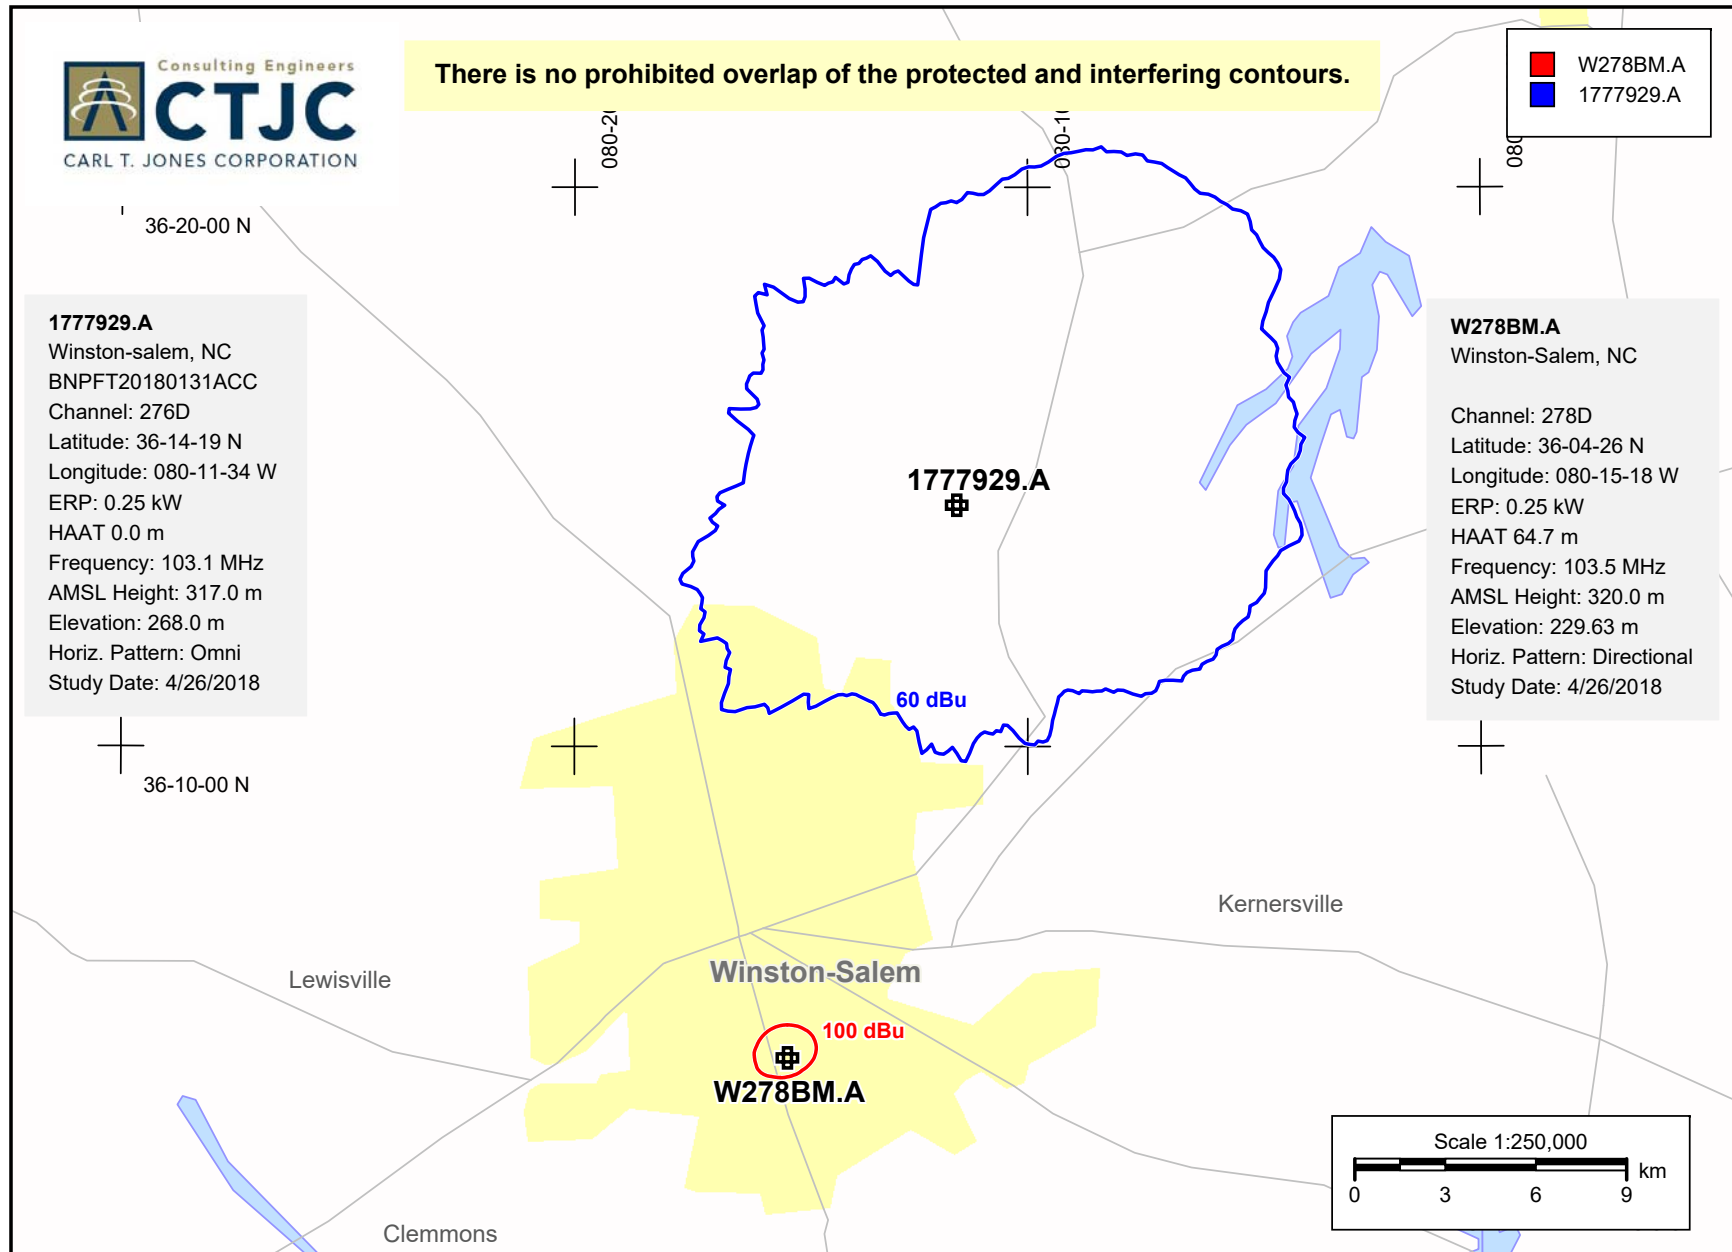 Consulting Engineers
CTJC
CARL T. JONES CORPORATION
There is no prohibited overlap of the protected and interfering contours.
W278BM.A
1777929.A
080-20
080-10
080
36-20-00 N
1777929.A
Winston-salem, NC
BNPFT20180131ACC
Channel: 276D
Latitude: 36-14-19 N
Longitude: 080-11-34 W
ERP: 0.25 kW
HAAT 0.0 m
Frequency: 103.1 MHz
AMSL Height: 317.0 m
Elevation: 268.0 m
Horiz. Pattern: Omni
Study Date: 4/26/2018
W278BM.A
Winston-Salem, NC
Channel: 278D
Latitude: 36-04-26 N
Longitude: 080-15-18 W
ERP: 0.25 kW
HAAT 64.7 m
Frequency: 103.5 MHz
AMSL Height: 320.0 m
Elevation: 229.63 m
Horiz. Pattern: Directional
Study Date: 4/26/2018
1777929.A
60 dBu
36-10-00 N
Kernersville
Lewisville
Winston-Salem
100 dBu
W278BM.A
Clemmons
Scale 1:250,000
km
0 3 6 9